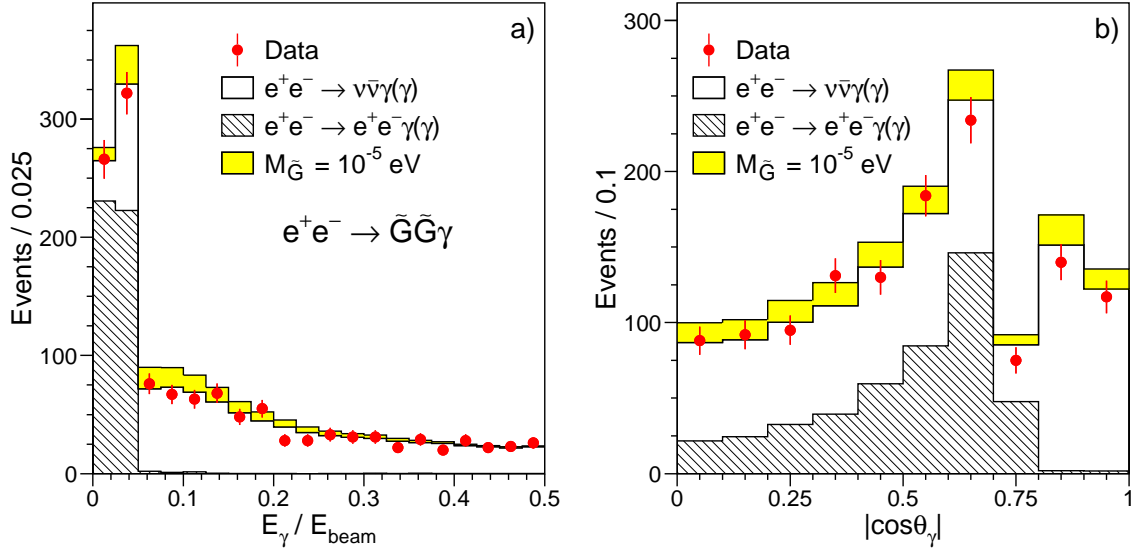 a)
Data
e⁺e⁻ → νν̄γ(γ)
e⁺e⁻ → e⁺e⁻γ(γ)
M_G̃ = 10⁻⁵ eV
e⁺e⁻ → G̃G̃γ
Events / 0.025
300
200
100
0
0 0.1 0.2 0.3 0.4 0.5
E_γ / E_beam
b)
Data
e⁺e⁻ → νν̄γ(γ)
e⁺e⁻ → e⁺e⁻γ(γ)
M_G̃ = 10⁻⁵ eV
Events / 0.1
300
200
100
0
0 0.25 0.5 0.75 1
|cosθ_γ|